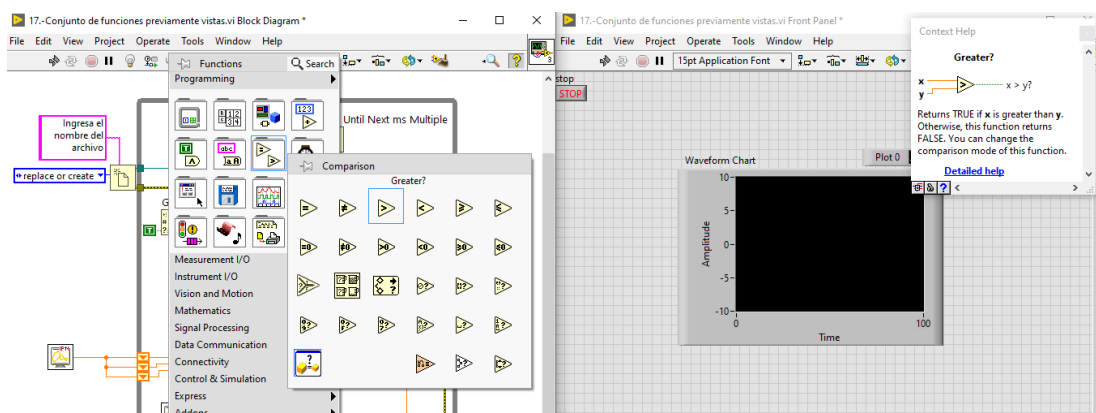 17.-Conjunto de funciones previamente vistas.vi Block Diagram *
File Edit View Project Operate Tools Window Help
Functions
Search
3
Programming
123
Ingresa el
nombre del
archivo
replace or create
Until Next ms Multiple
Comparison
Greater?
Measurement I/O
Instrument I/O
Vision and Motion
Mathematics
Signal Processing
Data Communication
Connectivity
Control & Simulation
Express
Addons
17.-Conjunto de funciones previamente vistas.vi Front Panel *
File Edit View Project Operate Tools Window Help
15pt Application Font
stop
STOP
Waveform Chart
Plot 0
Amplitude
10
5
0
-5
-10
0
100
Time
Context Help
Greater?
x
y
x > y?
Returns TRUE if x is greater than y.
Otherwise, this function returns
FALSE. You can change the
comparison mode of this function.
Detailed help